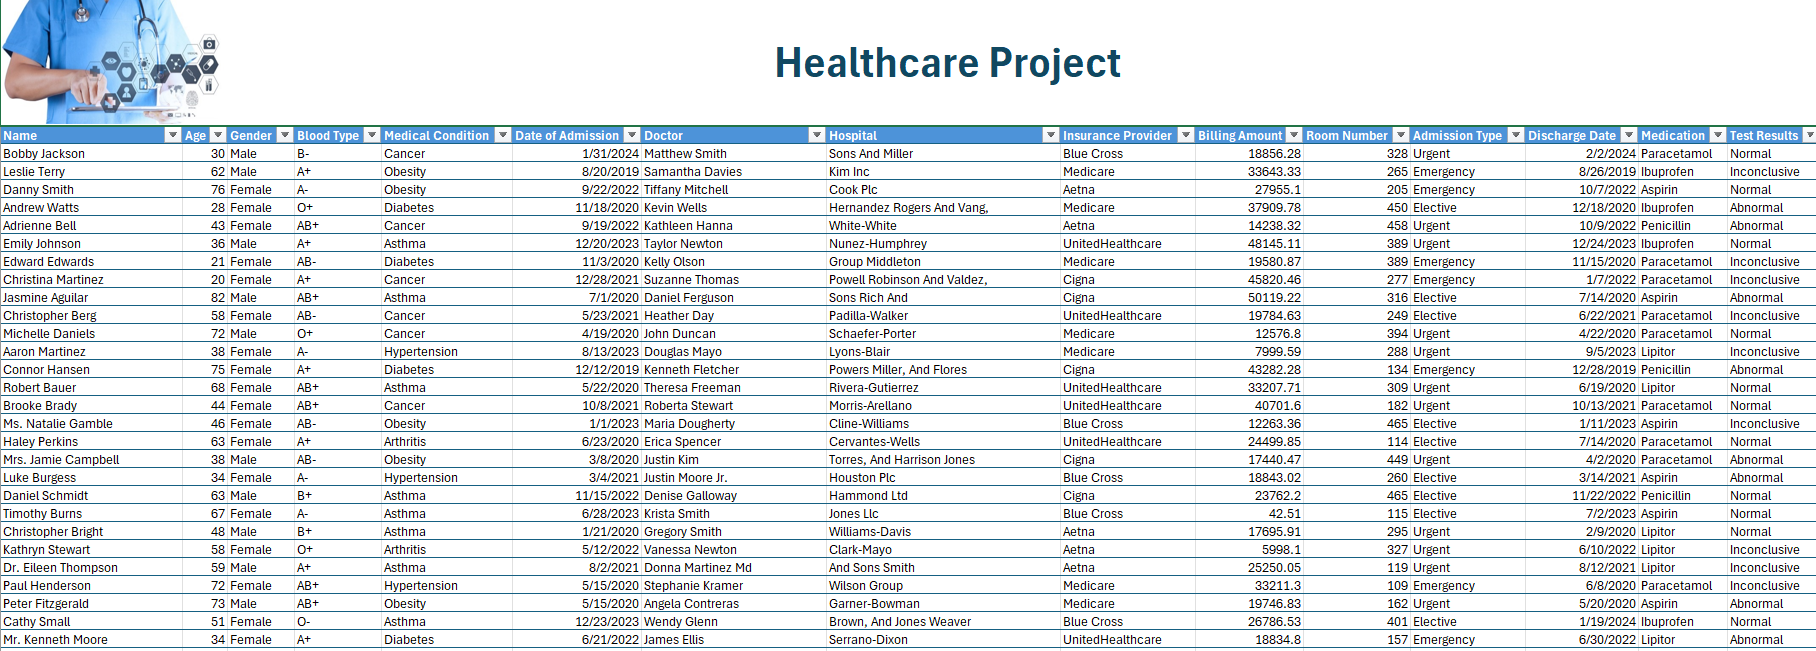 Healthcare Project
Name Age Gender Blood Type Medical Condition Date of Admission Doctor Hospital Insurance Provider Billing Amount Room Number Admission Type Discharge Date Medication Test Results
Bobby Jackson 30 Male B- Cancer 1/31/2024 Matthew Smith Sons And Miller Blue Cross 18856.28 328 Urgent 2/2/2024 Paracetamol Normal
Leslie Terry 62 Male A+ Obesity 8/20/2019 Samantha Davies Kim Inc Medicare 33643.33 265 Emergency 8/26/2019 Ibuprofen Inconclusive
Danny Smith 76 Female A- Obesity 9/22/2022 Tiffany Mitchell Cook Plc Aetna 27955.1 205 Emergency 10/7/2022 Aspirin Normal
Andrew Watts 28 Female O+ Diabetes 11/18/2020 Kevin Wells Hernandez Rogers And Vang, Medicare 37909.78 450 Elective 12/18/2020 Ibuprofen Abnormal
Adrienne Bell 43 Female AB+ Cancer 9/19/2022 Kathleen Hanna White-White Aetna 14238.32 458 Urgent 10/9/2022 Penicillin Abnormal
Emily Johnson 36 Male A+ Asthma 12/20/2023 Taylor Newton Nunez-Humphrey UnitedHealthcare 48145.11 389 Urgent 12/24/2023 Ibuprofen Normal
Edward Edwards 21 Female AB- Diabetes 11/3/2020 Kelly Olson Group Middleton Medicare 19580.87 389 Emergency 11/15/2020 Paracetamol Inconclusive
Christina Martinez 20 Female A+ Cancer 12/28/2021 Suzanne Thomas Powell Robinson And Valdez, Cigna 45820.46 277 Emergency 1/7/2022 Paracetamol Inconclusive
Jasmine Aguilar 82 Male AB+ Asthma 7/1/2020 Daniel Ferguson Sons Rich And Cigna 50119.22 316 Elective 7/14/2020 Aspirin Abnormal
Christopher Berg 58 Female AB- Cancer 5/23/2021 Heather Day Padilla-Walker UnitedHealthcare 19784.63 249 Elective 6/22/2021 Paracetamol Inconclusive
Michelle Daniels 72 Male O+ Cancer 4/19/2020 John Duncan Schaefer-Porter Medicare 12576.8 394 Urgent 4/22/2020 Paracetamol Normal
Aaron Martinez 38 Female A- Hypertension 8/13/2023 Douglas Mayo Lyons-Blair Medicare 7999.59 288 Urgent 9/5/2023 Lipitor Inconclusive
Connor Hansen 75 Female A+ Diabetes 12/12/2019 Kenneth Fletcher Powers Miller, And Flores Cigna 43282.28 134 Emergency 12/28/2019 Penicillin Abnormal
Robert Bauer 68 Female AB+ Asthma 5/22/2020 Theresa Freeman Rivera-Gutierrez UnitedHealthcare 33207.71 309 Urgent 6/19/2020 Lipitor Normal
Brooke Brady 44 Female AB+ Cancer 10/8/2021 Roberta Stewart Morris-Arellano UnitedHealthcare 40701.6 182 Urgent 10/13/2021 Paracetamol Normal
Ms. Natalie Gamble 46 Female AB- Obesity 1/1/2023 Maria Dougherty Cline-Williams Blue Cross 12263.36 465 Elective 1/11/2023 Aspirin Inconclusive
Haley Perkins 63 Female A+ Arthritis 6/23/2020 Erica Spencer Cervantes-Wells UnitedHealthcare 24499.85 114 Elective 7/14/2020 Paracetamol Normal
Mrs. Jamie Campbell 38 Male AB- Obesity 3/8/2020 Justin Kim Torres, And Harrison Jones Cigna 17440.47 449 Urgent 4/2/2020 Paracetamol Abnormal
Luke Burgess 34 Female A- Hypertension 3/4/2021 Justin Moore Jr. Houston Plc Blue Cross 18843.02 260 Elective 3/14/2021 Aspirin Abnormal
Daniel Schmidt 63 Male B+ Asthma 11/15/2022 Denise Galloway Hammond Ltd Cigna 23762.2 465 Elective 11/22/2022 Penicillin Normal
Timothy Burns 67 Female A- Asthma 6/28/2023 Krista Smith Jones Llc Blue Cross 42.51 115 Elective 7/2/2023 Aspirin Normal
Christopher Bright 48 Male B+ Asthma 1/21/2020 Gregory Smith Williams-Davis Aetna 17695.91 295 Urgent 2/9/2020 Lipitor Normal
Kathryn Stewart 58 Female O+ Arthritis 5/12/2022 Vanessa Newton Clark-Mayo Aetna 5998.1 327 Urgent 6/10/2022 Lipitor Inconclusive
Dr. Eileen Thompson 59 Male A+ Asthma 8/2/2021 Donna Martinez Md And Sons Smith Aetna 25250.05 119 Urgent 8/12/2021 Lipitor Inconclusive
Paul Henderson 72 Female AB+ Hypertension 5/15/2020 Stephanie Kramer Wilson Group Medicare 33211.3 109 Emergency 6/8/2020 Paracetamol Inconclusive
Peter Fitzgerald 73 Male AB+ Obesity 5/15/2020 Angela Contreras Garner-Bowman Medicare 19746.83 162 Urgent 5/20/2020 Aspirin Abnormal
Cathy Small 51 Female O- Asthma 12/23/2023 Wendy Glenn Brown, And Jones Weaver Blue Cross 26786.53 401 Elective 1/19/2024 Ibuprofen Normal
Mr. Kenneth Moore 34 Female A+ Diabetes 6/21/2022 James Ellis Serrano-Dixon UnitedHealthcare 18834.8 157 Emergency 6/30/2022 Lipitor Abnormal